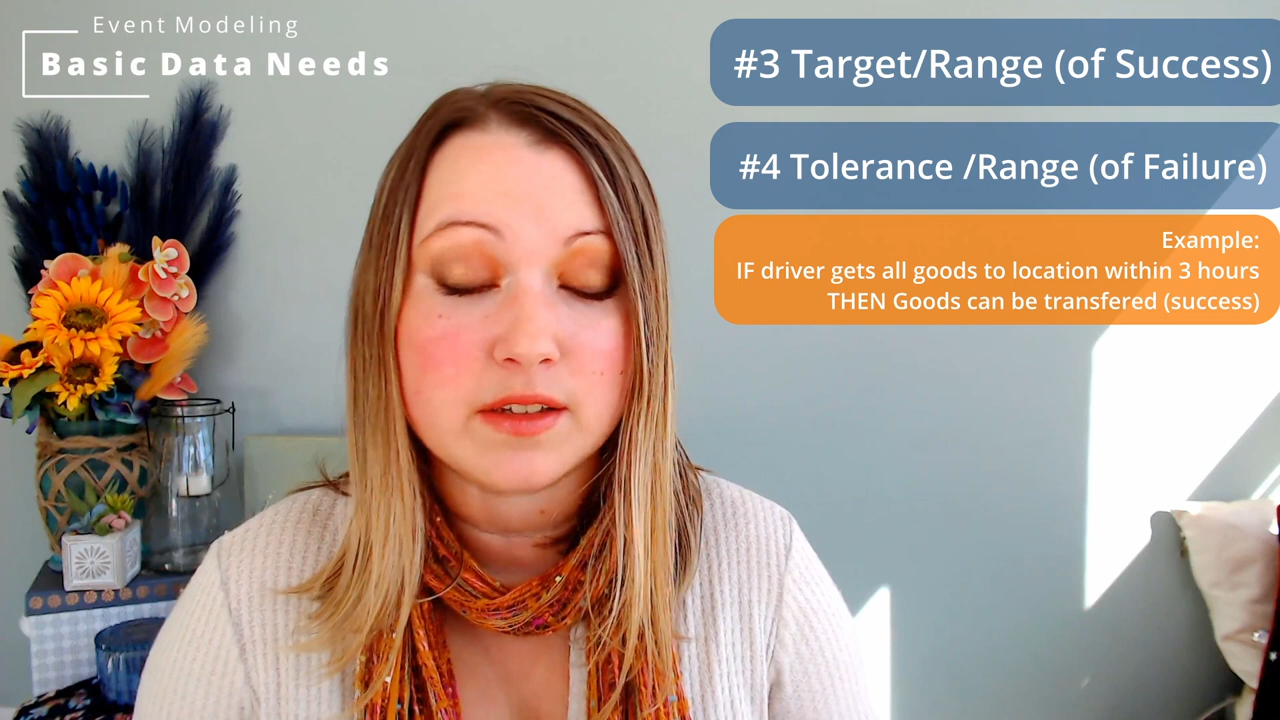 Event Modeling
Basic Data Needs
#3 Target/Range (of Success)
#4 Tolerance /Range (of Failure)
Example:
IF driver gets all goods to location within 3 hours
THEN Goods can be transfered (success)